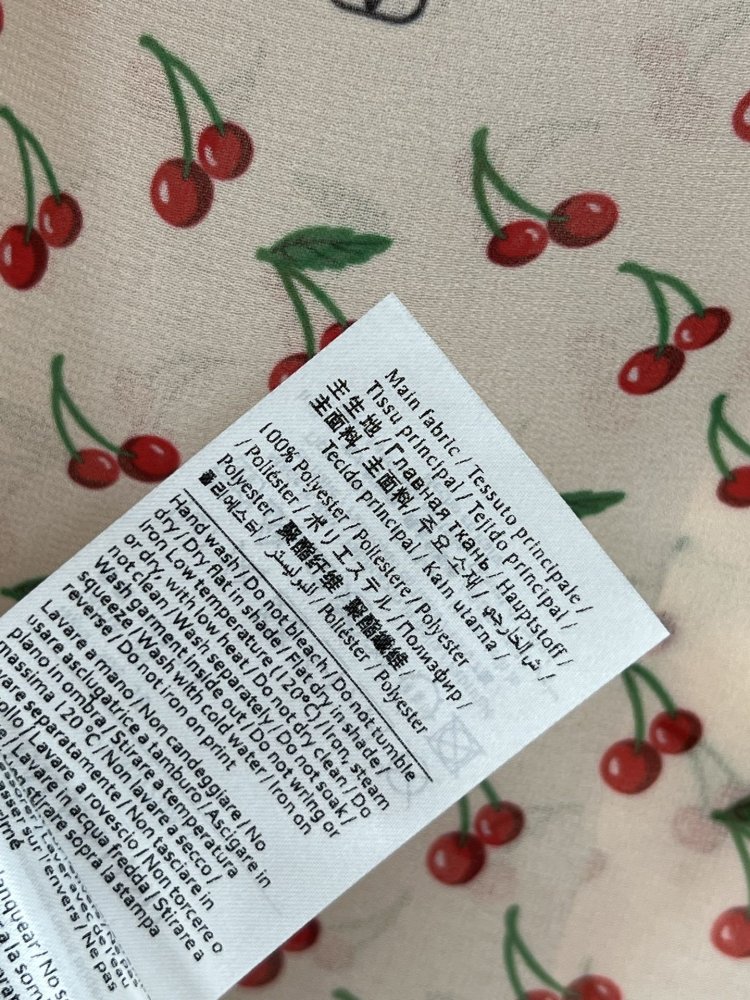 Main fabric / Tessuto principale /
Tissu principal / Tejido principal /
主生地 / Главная ткань / Hauptstoff /
主面料 / 主面料 / 주요 소재 /
Tecido principal / Kain utama /
100% Polyester / Poliestere / Polyester
/ Poliéster / ポリエステル / Полиэфир /
Polyester / 聚酯纤维 / 聚酯纖維 /
폴리에스터 / البوليستر / Poliéster / Polyester
Hand wash / Do not bleach / Do not tumble
dry / Dry flat in shade / Flat dry in shade /
Iron Low temperature (120°C) / Iron, steam
or dry, with low heat / Do not dry clean / Do
not clean / Wash separately / Do not soak /
Wash garment inside out / Do not wring or
squeeze / Wash with cold water / Iron on
reverse / Do not iron on print
Lavare a mano / Non candeggiare / No
usare asciugatrice a tamburo / Asciugare in
piano in ombra / Stirare a temperatura
massima 120 °C / Non lavare a secco /
separatamente / Non lasciare in
/ Lavare a rovescio / Non torcere o
/ Lavare in acqua fredda / Stirare a
Non stirare sopra la stampa
sur l'envers / Ne pas